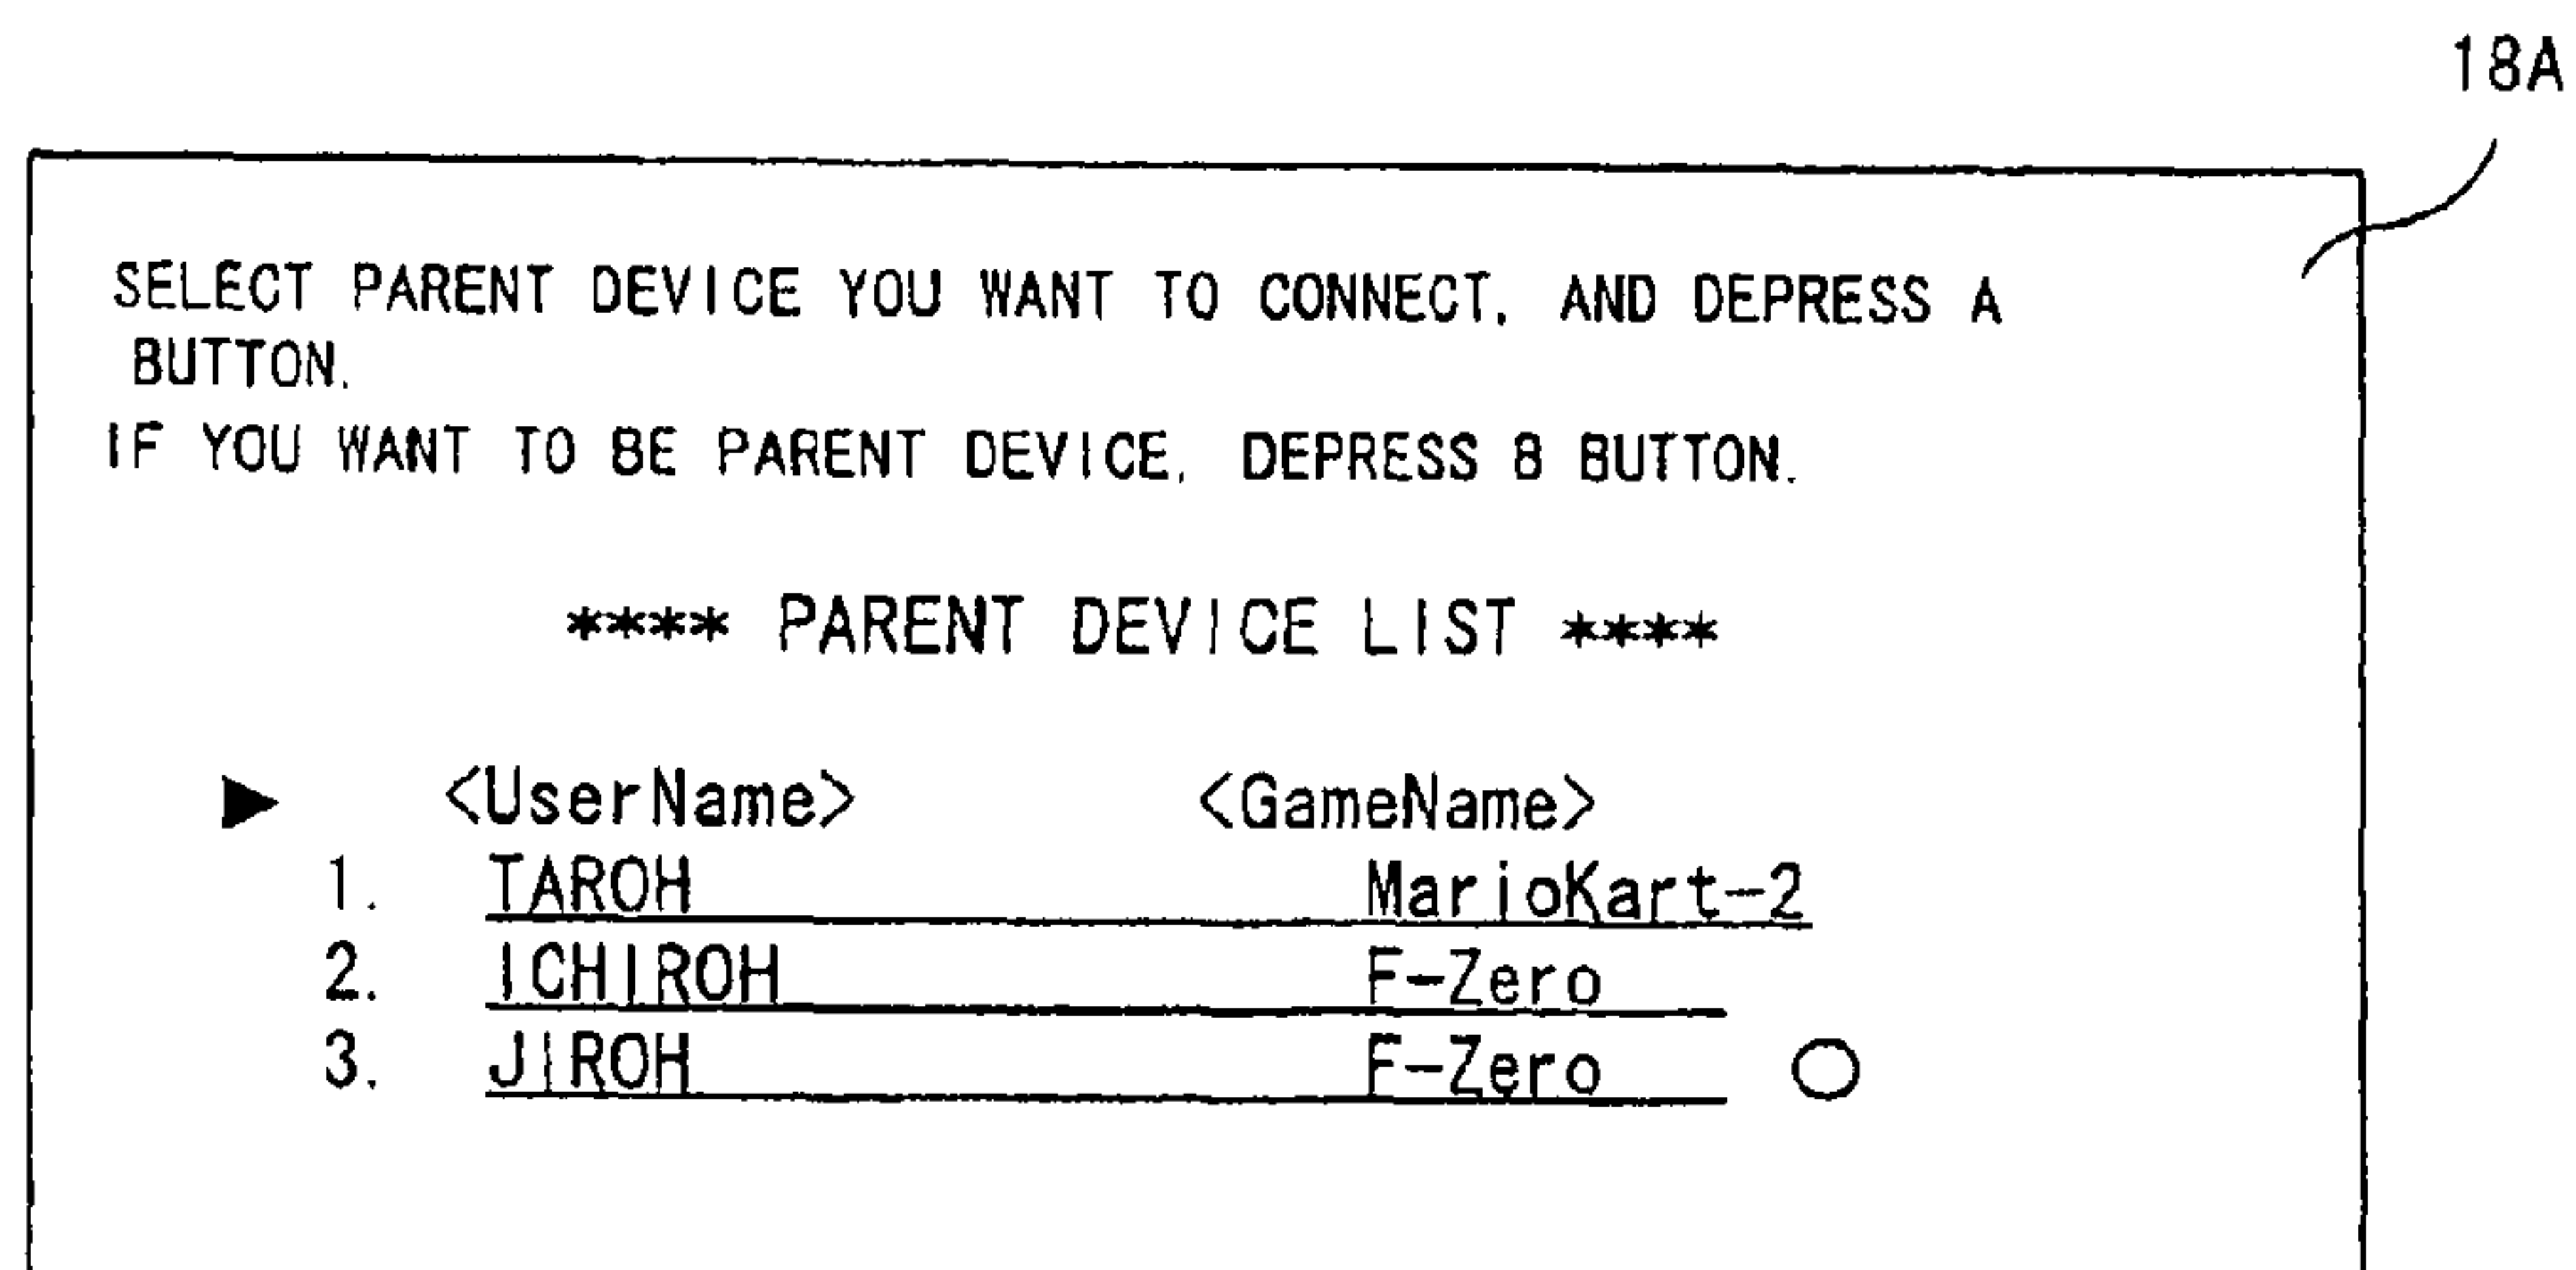 18A
SELECT PARENT DEVICE YOU WANT TO CONNECT, AND DEPRESS A
BUTTON.
IF YOU WANT TO BE PARENT DEVICE, DEPRESS B BUTTON.
**** PARENT DEVICE LIST ****
<UserName> <GameName>
1. TAROH MarioKart-2
2. ICHIROH F-Zero
3. JIROH F-Zero